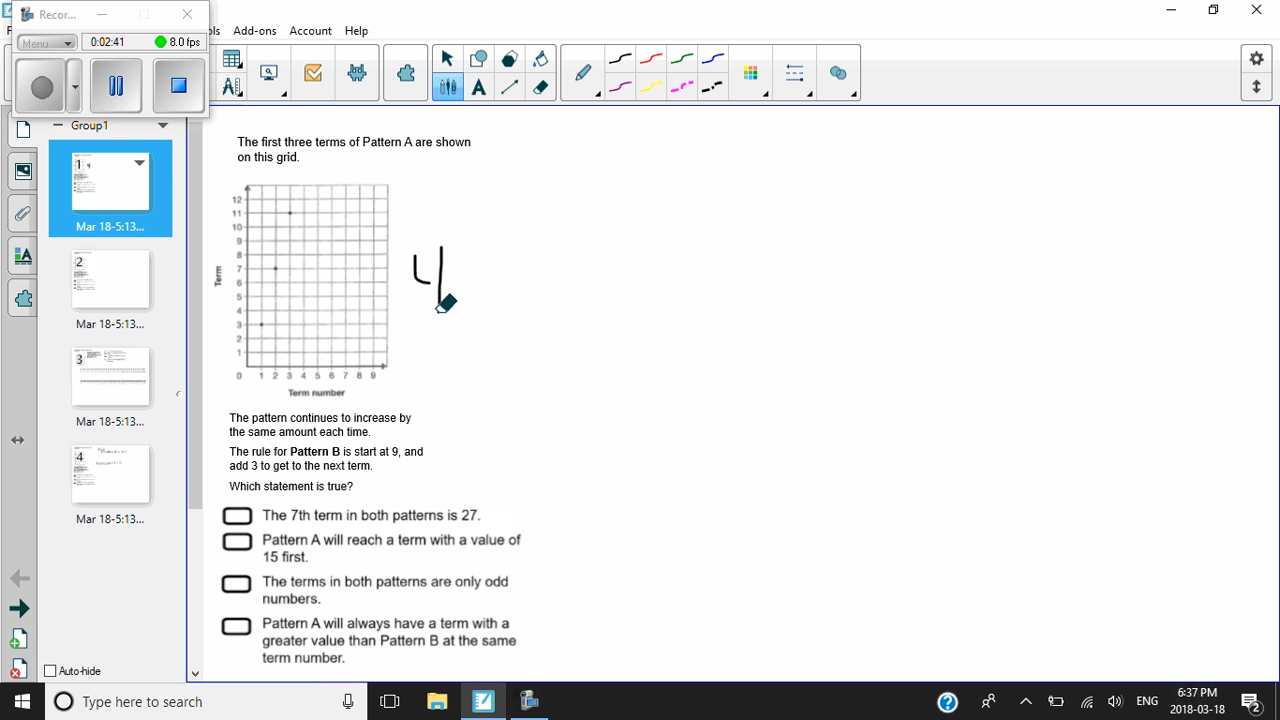 Recor...
Menu
0:02:41
8.0 fps
ols Add-ons Account Help
Group1
1 4
Mar 18-5:13...
2
Mar 18-5:13...
3
Mar 18-5:13...
4
Mar 18-5:13...
Auto-hide
The first three terms of Pattern A are shown
on this grid.
12
11
10
9
8
7
6
5
4
3
2
1
0 1 2 3 4 5 6 7 8 9
Term
Term number
4
The pattern continues to increase by
the same amount each time.
The rule for Pattern B is start at 9, and
add 3 to get to the next term.
Which statement is true?
The 7th term in both patterns is 27.
Pattern A will reach a term with a value of
15 first.
The terms in both patterns are only odd
numbers.
Pattern A will always have a term with a
greater value than Pattern B at the same
term number.
Type here to search
ENG
6:37 PM
2018-03-18
2